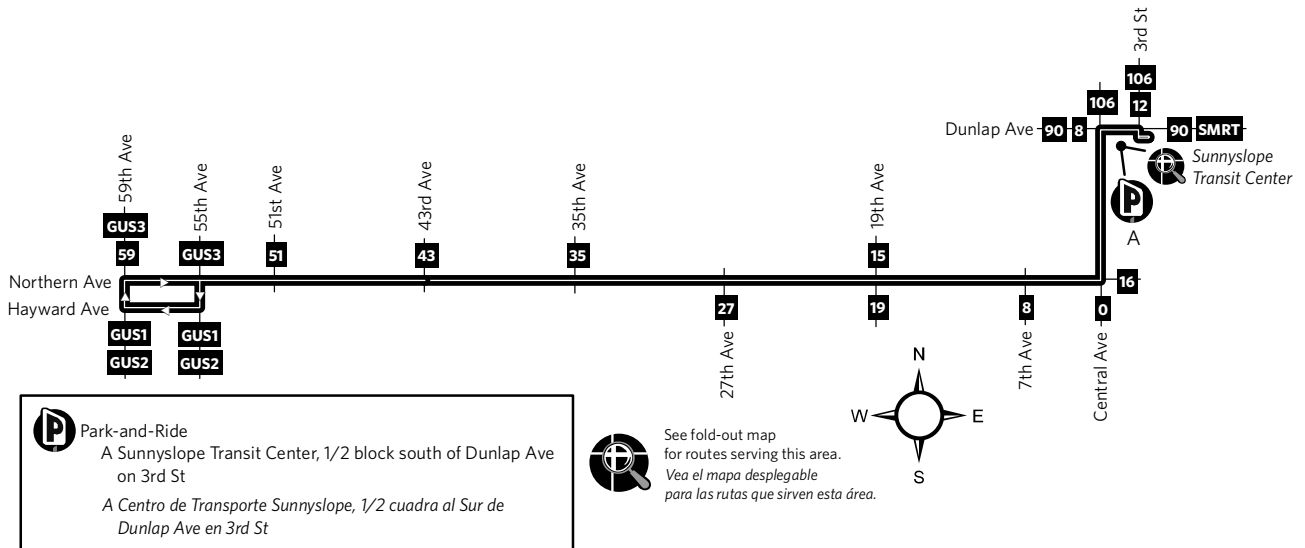 3rd St
106
106
12
Dunlap Ave
90
8
90
SMRT
Sunnyslope
Transit Center
A
59th Ave
55th Ave
51st Ave
43rd Ave
35th Ave
19th Ave
GUS3
59
GUS3
51
43
35
15
Northern Ave
Hayward Ave
16
GUS1
GUS2
GUS1
GUS2
27
19
8
0
27th Ave
7th Ave
Central Ave
N
W
E
S
Park-and-Ride
A Sunnyslope Transit Center, 1/2 block south of Dunlap Ave
on 3rd St
A Centro de Transporte Sunnyslope, 1/2 cuadra al Sur de
Dunlap Ave en 3rd St
See fold-out map
for routes serving this area.
Vea el mapa desplegable
para las rutas que sirven esta área.